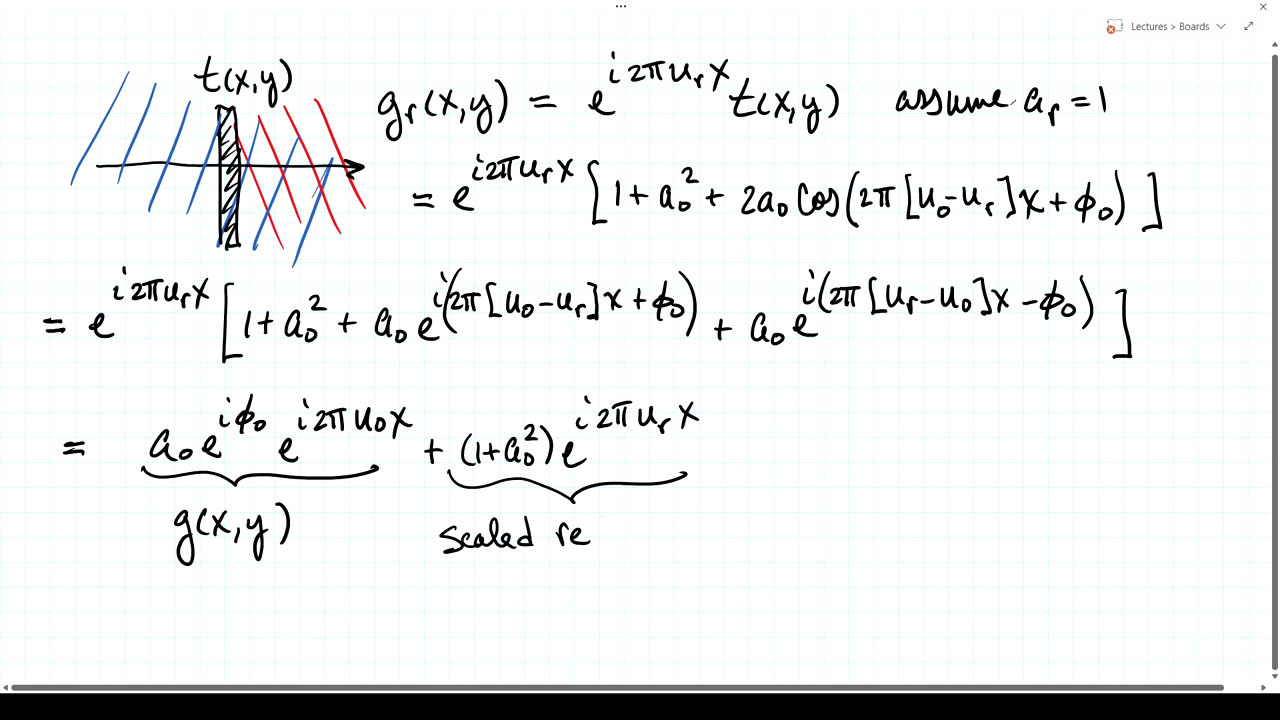 ...
Lectures > Boards
t(x,y)
g_r(x,y) = e^{i2πu_r x} t(x,y) assume a_r = 1
= e^{i2πu_r x} [1 + a_0^2 + 2a_0 cos(2π[u_0-u_r]x + ϕ_0)]
= e^{i2πu_r x} [1 + a_0^2 + a_0 e^{i(2π[u_0-u_r]x + ϕ_0)} + a_0 e^{i(2π[u_r-u_0]x - ϕ_0)}]
= a_0 e^{iϕ_0} e^{i2πu_0 x} + (1+a_0^2) e^{i2πu_r x}
g(x,y) scaled re